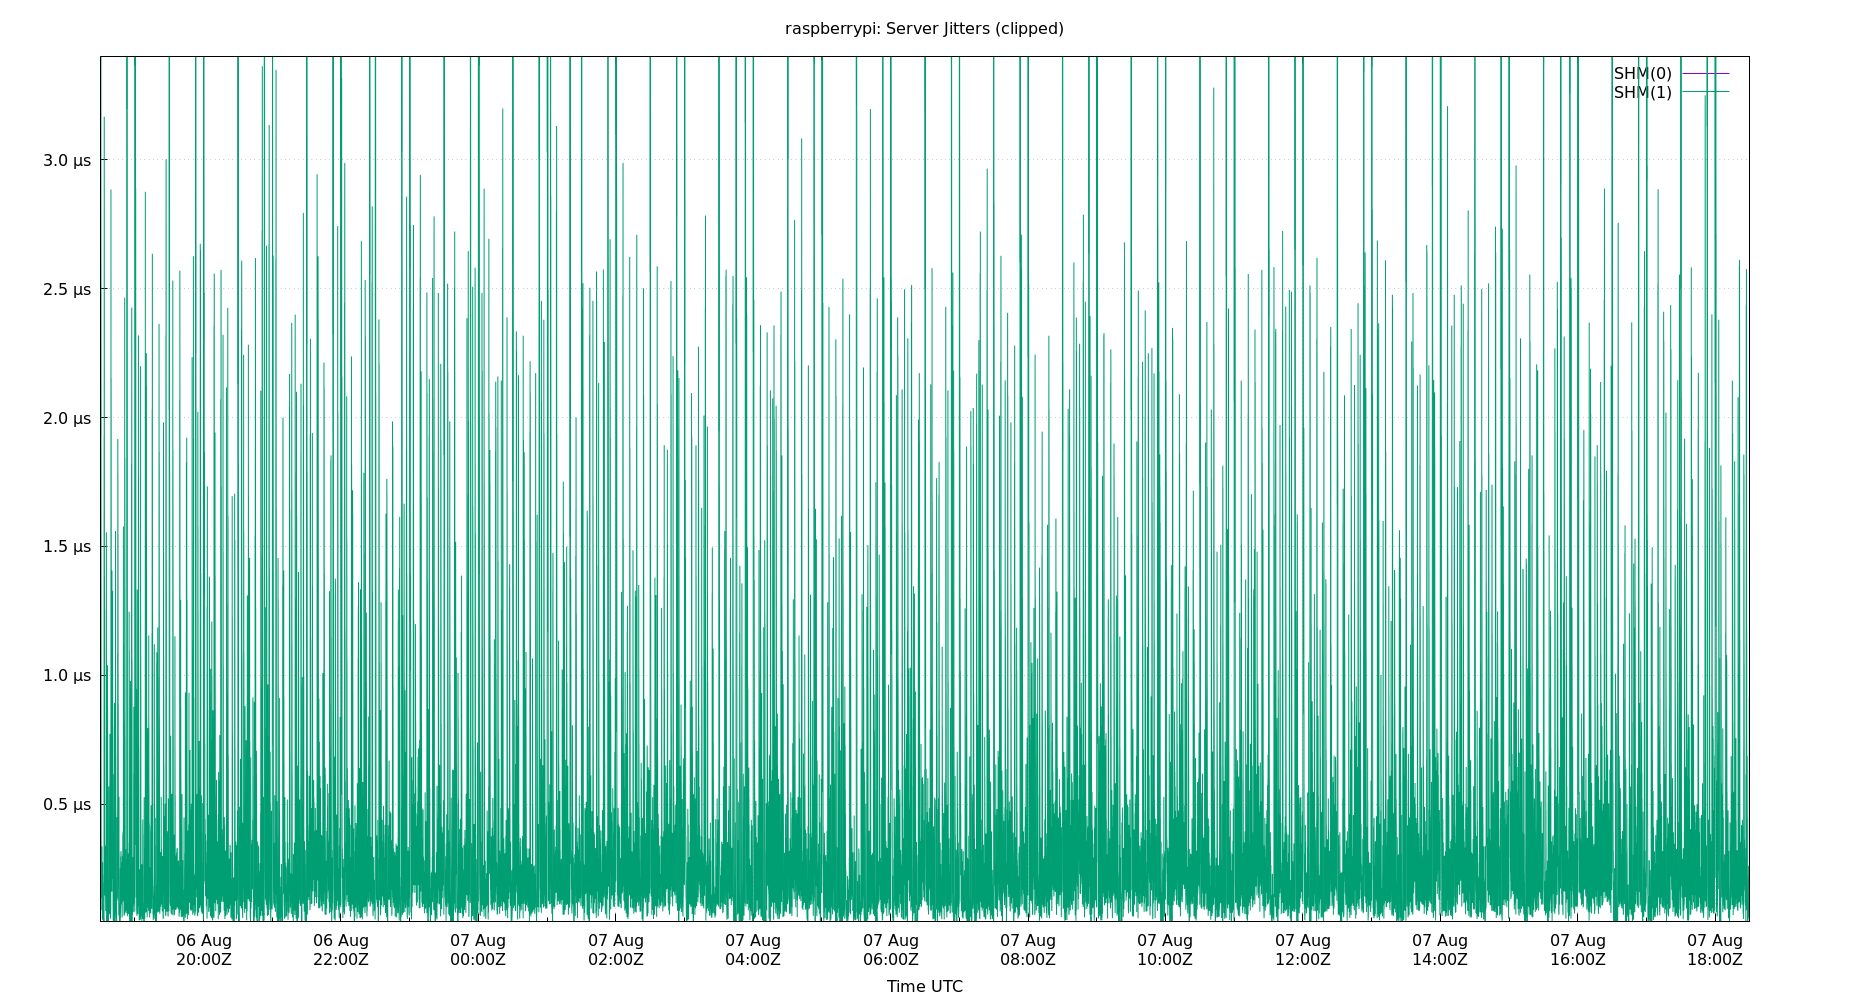 raspberrypi: Server Jitters (clipped)
SHM(0)
SHM(1)
3.0 µs
2.5 µs
2.0 µs
1.5 µs
1.0 µs
0.5 µs
06 Aug 06 Aug 07 Aug 07 Aug 07 Aug 07 Aug 07 Aug 07 Aug 07 Aug 07 Aug 07 Aug 07 Aug
20:00Z 22:00Z 00:00Z 02:00Z 04:00Z 06:00Z 08:00Z 10:00Z 12:00Z 14:00Z 16:00Z 18:00Z
Time UTC